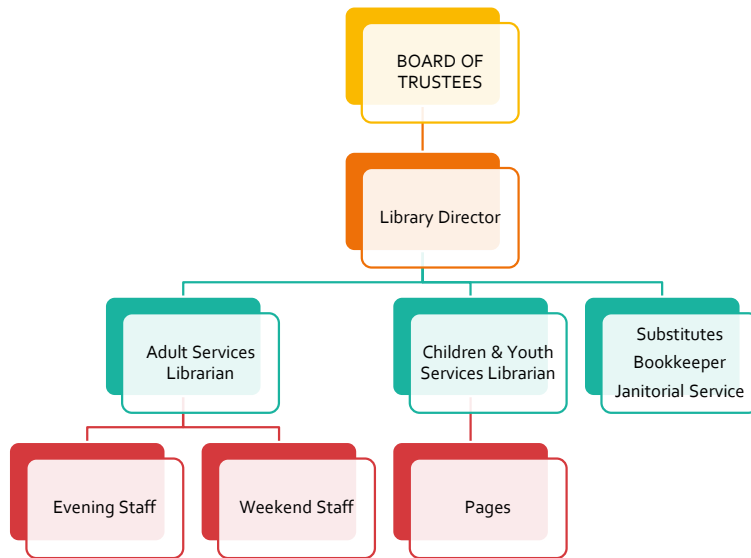 BOARD OF
TRUSTEES
Library Director
Adult Services
Librarian
Children & Youth
Services Librarian
Substitutes
Bookkeeper
Janitorial Service
Evening Staff
Weekend Staff
Pages